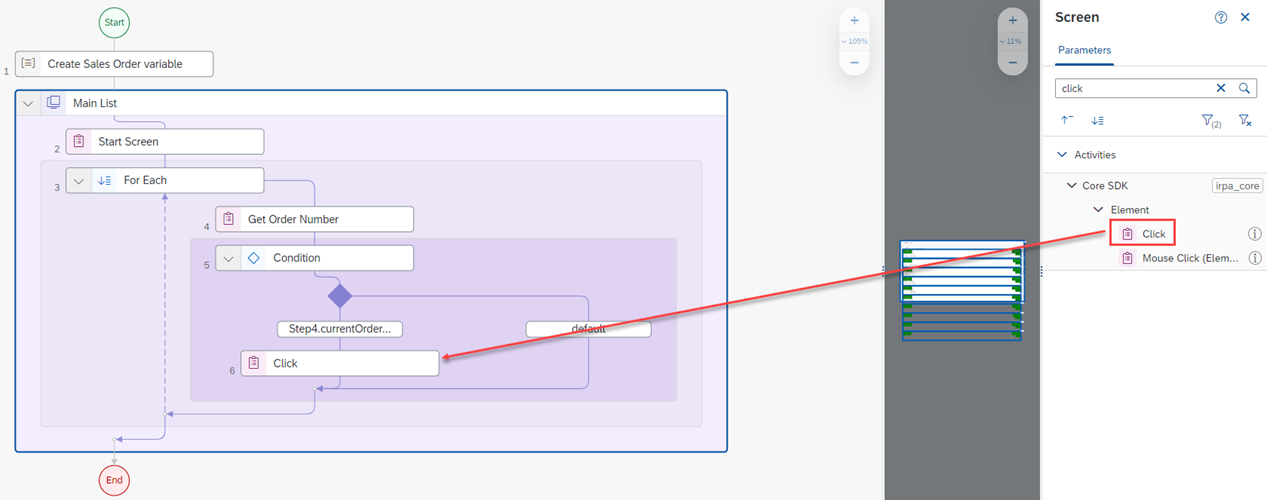 Start
1 Create Sales Order variable
Main List
2 Start Screen
3 For Each
4 Get Order Number
5 Condition
Step4.currentOrder...
default
6 Click
End
105%
11%
Screen
Parameters
click
(2)
Activities
Core SDK irpa_core
Element
Click
Mouse Click (Elem...